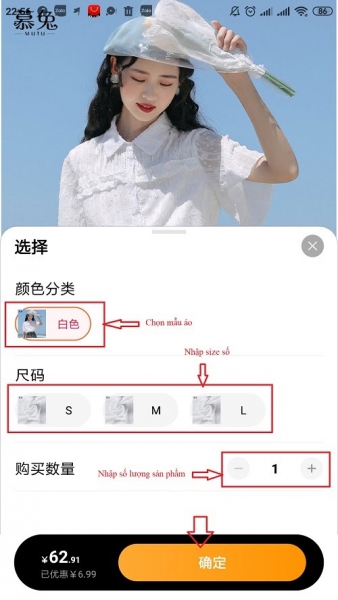 22:56
Zalo
Zalo
86
慕兔
MUTU
选择
颜色分类
白色
Chọn mẫu áo
Nhập size số
尺码
S
M
L
购买数量
Nhập số lượng sản phẩm
1
¥62.91
已优惠¥6.99
确定